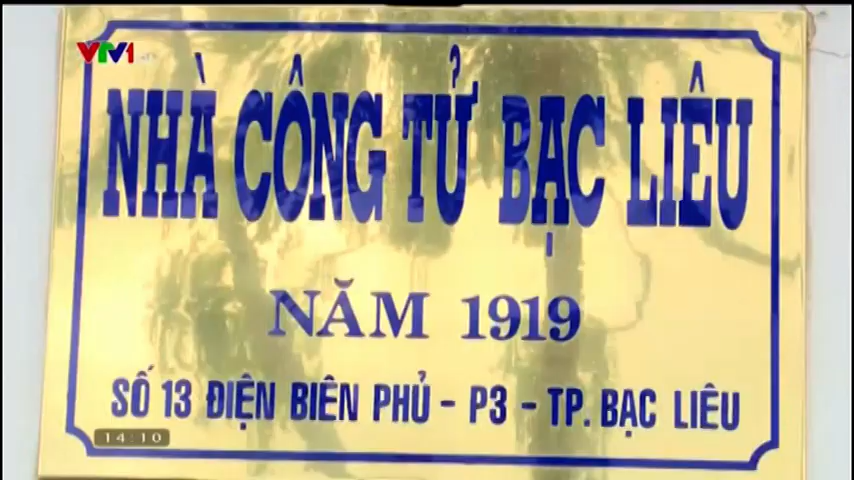 VTV1
NHÀ CÔNG TỬ BẠC LIÊU
NĂM 1919
SỐ 13 ĐIỆN BIÊN PHỦ - P3 - TP. BẠC LIÊU
14:10